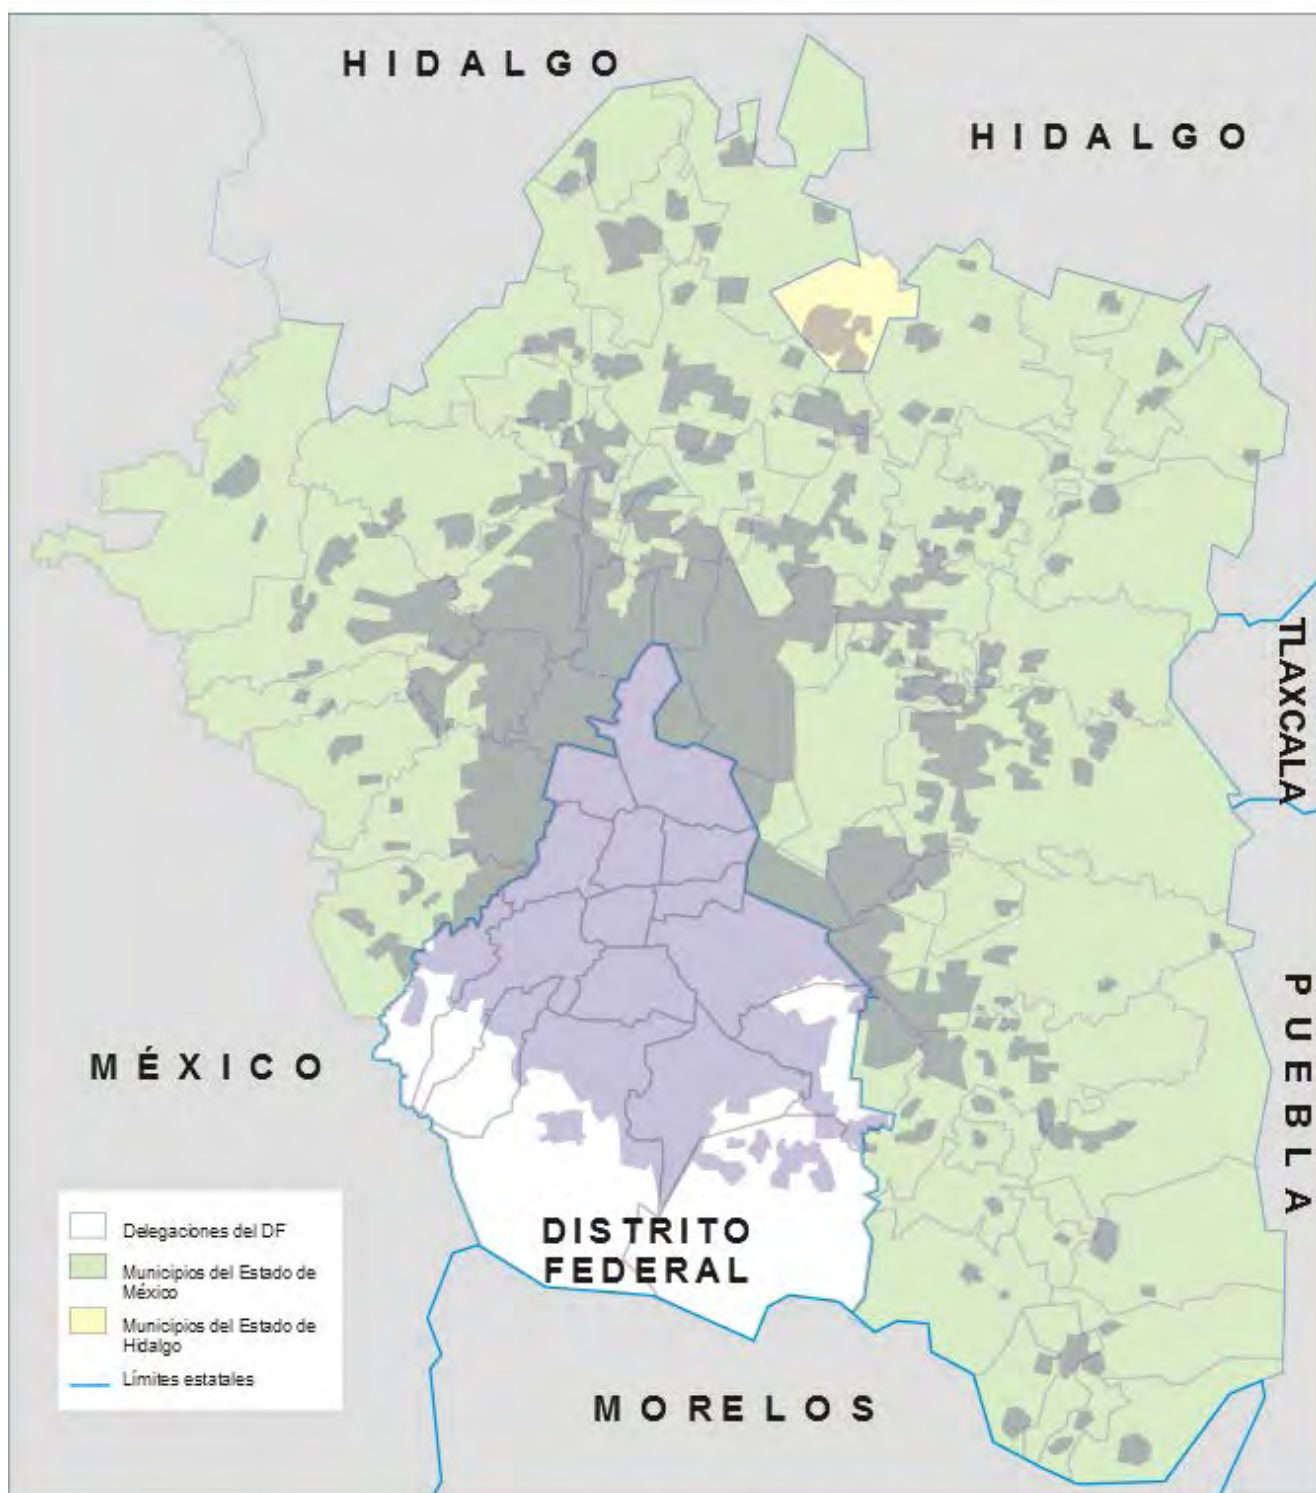 HIDALGO
HIDALGO
TLAXCALA
PUEBLA
MÉXICO
DISTRITO
FEDERAL
MORELOS
Delegaciones del DF
Municipios del Estado de
México
Municipios del Estado de
Hidalgo
Límites estatales